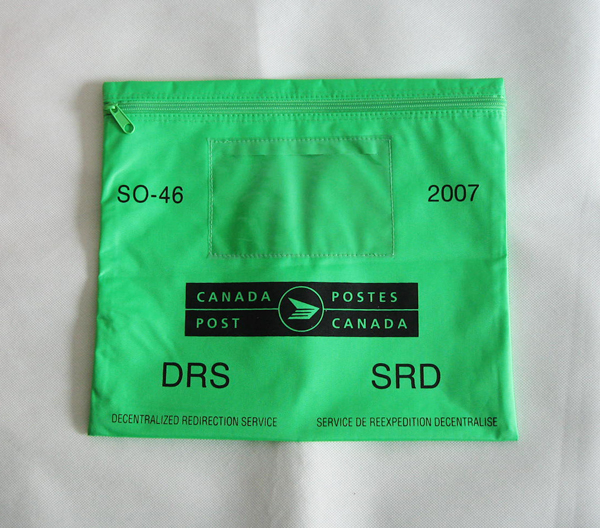 SO-46 2007
CANADA POSTES
POST CANADA
DRS SRD
DECENTRALIZED REDIRECTION SERVICE SERVICE DE REEXPEDITION DECENTRALISE